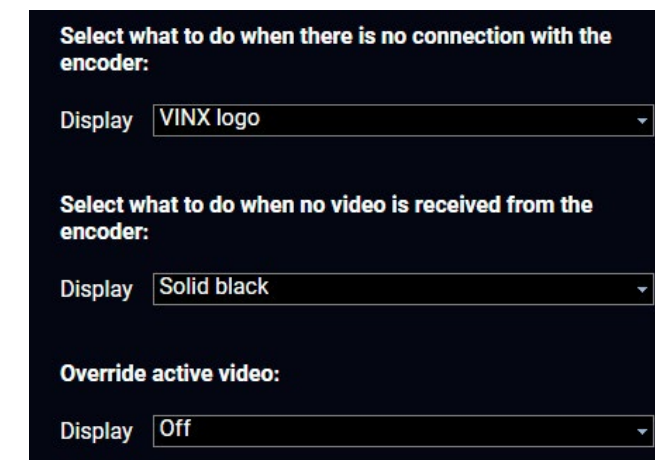 Select what to do when there is no connection with the
encoder:
Display VINX logo
Select what to do when no video is received from the
encoder:
Display Solid black
Override active video:
Display Off